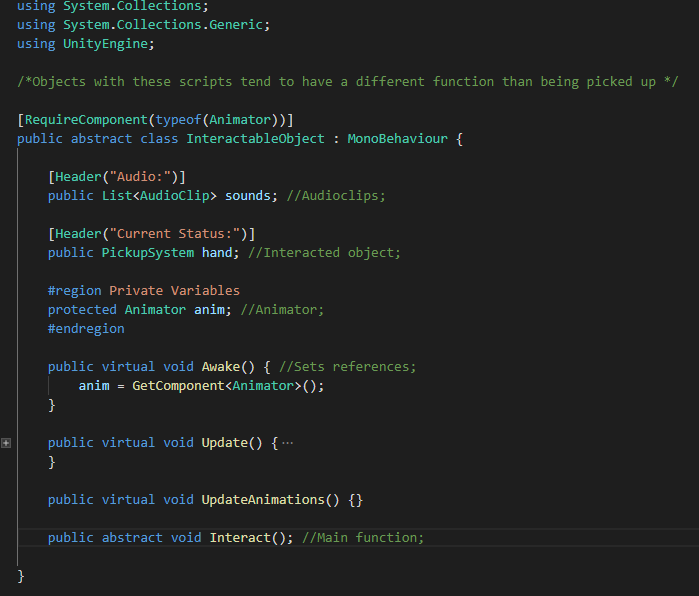 using System.Collections;
using System.Collections.Generic;
using UnityEngine;
/*Objects with these scripts tend to have a different function than being picked up */
[RequireComponent(typeof(Animator))]
public abstract class InteractableObject : MonoBehaviour {
[Header("Audio:")]
public List<AudioClip> sounds; //Audioclips;
[Header("Current Status:")]
public PickupSystem hand; //Interacted object;
#region Private Variables
protected Animator anim; //Animator;
#endregion
public virtual void Awake() { //Sets references;
anim = GetComponent<Animator>();
}
public virtual void Update() { ...
}
public virtual void UpdateAnimations() {}
public abstract void Interact(); //Main function;
}